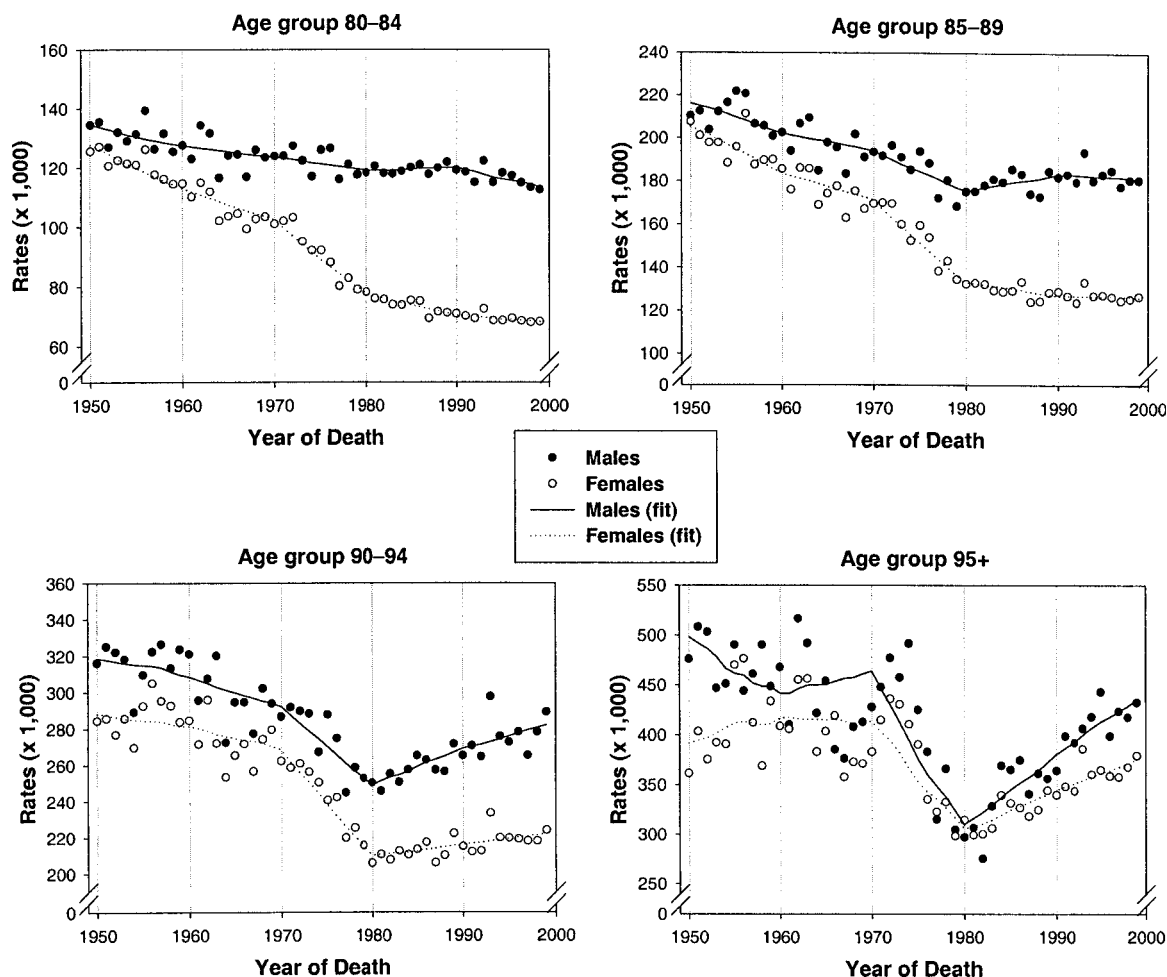 Age group 80–84
160
140
120
100
80
60
0
Rates (x 1,000)
1950 1960 1970 1980 1990 2000
Year of Death
Age group 85–89
240
220
200
180
160
140
120
100
0
Rates (x 1,000)
1950 1960 1970 1980 1990 2000
Year of Death
Males
Females
Males (fit)
Females (fit)
Age group 90–94
360
340
320
300
280
260
240
220
200
0
Rates (x 1,000)
1950 1960 1970 1980 1990 2000
Year of Death
Age group 95+
550
500
450
400
350
300
250
0
Rates (x 1,000)
1950 1960 1970 1980 1990 2000
Year of Death